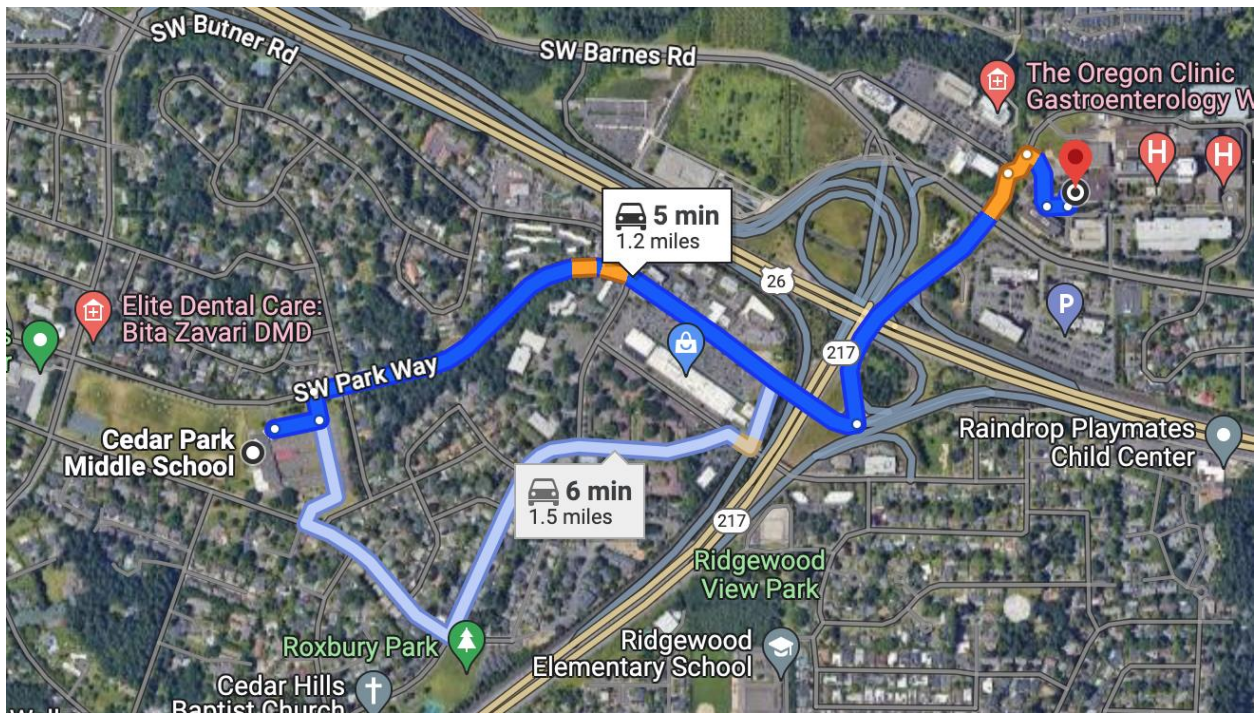 SW Butner Rd
SW Barnes Rd
The Oregon Clinic
Gastroenterology W
H
H
5 min
1.2 miles
26
P
Elite Dental Care:
Bita Zavari DMD
s
r
217
SW Park Way
Cedar Park
Middle School
Raindrop Playmates
Child Center
6 min
1.5 miles
217
Ridgewood
View Park
Roxbury Park
Ridgewood
Elementary School
Cedar Hills
Baptist Church